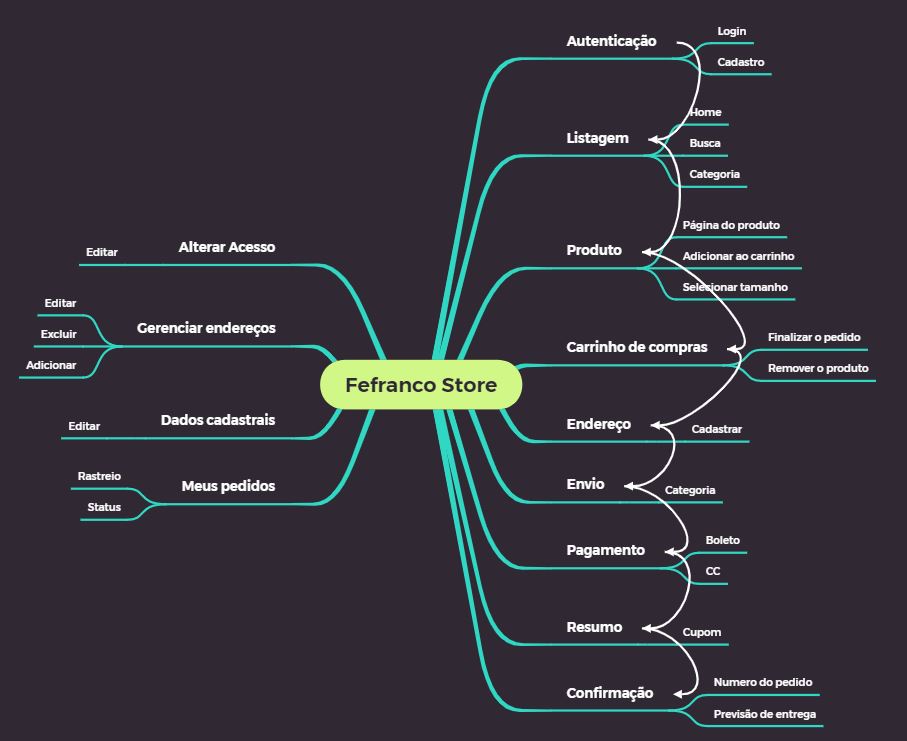 Fefranco Store
Autenticação
Login
Cadastro
Listagem
Home
Busca
Categoria
Produto
Página do produto
Adicionar ao carrinho
Selecionar tamanho
Carrinho de compras
Finalizar o pedido
Remover o produto
Endereço
Cadastrar
Envio
Categoria
Pagamento
Boleto
CC
Resumo
Cupom
Confirmação
Numero do pedido
Previsão de entrega
Alterar Acesso
Editar
Gerenciar endereços
Editar
Excluir
Adicionar
Dados cadastrais
Editar
Meus pedidos
Rastreio
Status